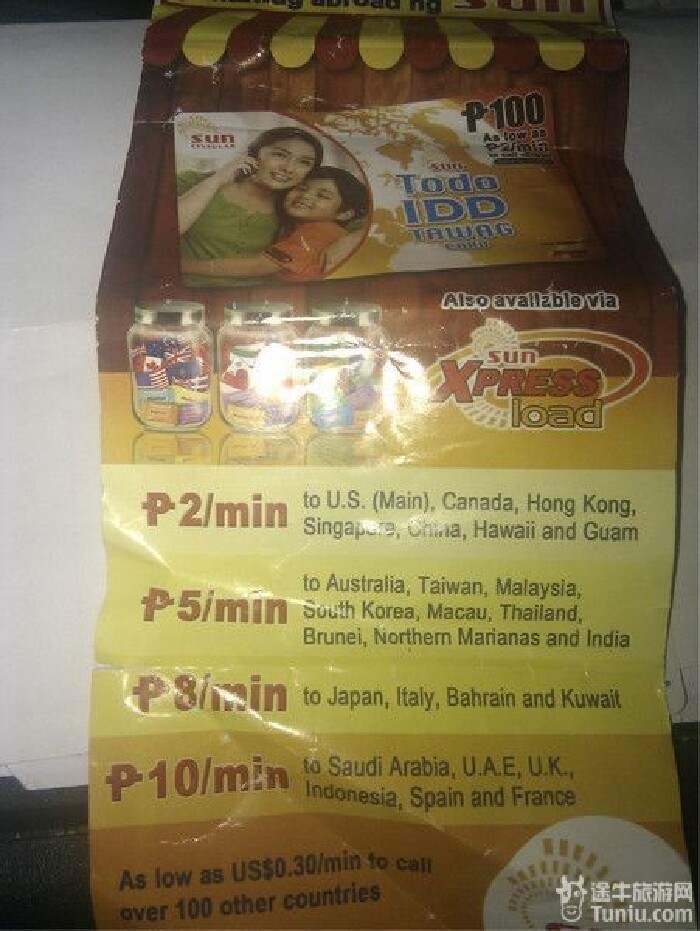 abroad ng sun
sun
CELLULAR
₱100
As low as
₱2/min
sun
Todo
IDD
TAWAG
CARD
Also available via
sun
XPRESS
load
₱2/min
to U.S. (Main), Canada, Hong Kong,
Singapore, China, Hawaii and Guam
₱5/min
to Australia, Taiwan, Malaysia,
South Korea, Macau, Thailand,
Brunei, Northern Marianas and India
₱8/min
to Japan, Italy, Bahrain and Kuwait
₱10/min
to Saudi Arabia, U.A.E, U.K.,
Indonesia, Spain and France
As low as US$0.30/min to call
over 100 other countries
途牛旅游网
Tuniu.com